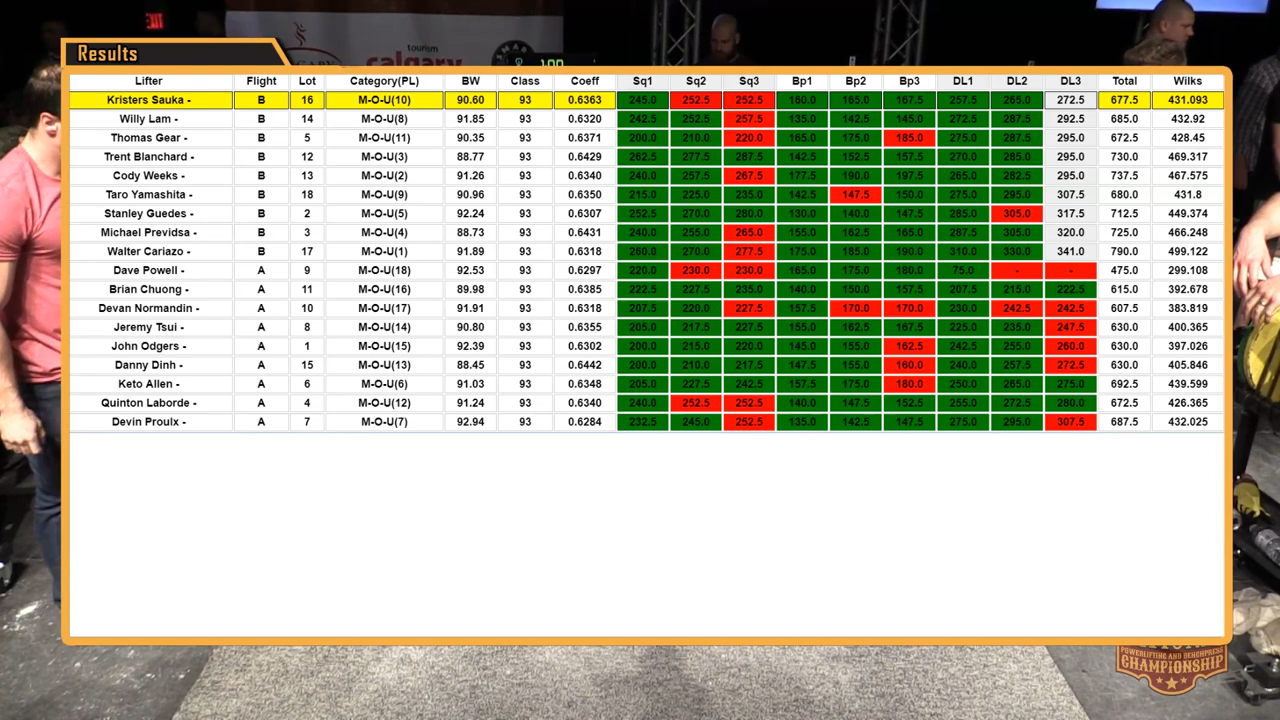 EXIT
tourism
calgary
Results
Lifter Flight Lot Category(PL) BW Class Coeff Sq1 Sq2 Sq3 Bp1 Bp2 Bp3 DL1 DL2 DL3 Total Wilks
Kristers Sauka - B 16 M-O-U(10) 90.60 93 0.6363 245.0 252.5 252.5 160.0 165.0 167.5 257.5 265.0 272.5 677.5 431.093
Willy Lam - B 14 M-O-U(8) 91.85 93 0.6320 242.5 252.5 257.5 135.0 142.5 145.0 272.5 287.5 292.5 685.0 432.92
Thomas Gear - B 5 M-O-U(11) 90.35 93 0.6371 200.0 210.0 220.0 165.0 175.0 185.0 275.0 287.5 295.0 672.5 428.45
Trent Blanchard - B 12 M-O-U(3) 88.77 93 0.6429 262.5 277.5 287.5 142.5 152.5 157.5 270.0 285.0 295.0 730.0 469.317
Cody Weeks - B 13 M-O-U(2) 91.26 93 0.6340 240.0 257.5 267.5 177.5 190.0 197.5 265.0 282.5 295.0 737.5 467.575
Taro Yamashita - B 18 M-O-U(9) 90.96 93 0.6350 215.0 225.0 235.0 142.5 147.5 150.0 275.0 295.0 307.5 680.0 431.8
Stanley Guedes - B 2 M-O-U(5) 92.24 93 0.6307 252.5 270.0 280.0 130.0 140.0 147.5 285.0 305.0 317.5 712.5 449.374
Michael Previdsa - B 3 M-O-U(4) 88.73 93 0.6431 240.0 255.0 265.0 155.0 162.5 165.0 287.5 305.0 320.0 725.0 466.248
Walter Cariazo - B 17 M-O-U(1) 91.89 93 0.6318 260.0 270.0 277.5 175.0 185.0 190.0 310.0 330.0 341.0 790.0 499.122
Dave Powell - A 9 M-O-U(18) 92.53 93 0.6297 220.0 230.0 230.0 165.0 175.0 180.0 75.0 - - 475.0 299.108
Brian Chuong - A 11 M-O-U(16) 89.98 93 0.6385 222.5 227.5 235.0 140.0 150.0 157.5 207.5 215.0 222.5 615.0 392.678
Devan Normandin - A 10 M-O-U(17) 91.91 93 0.6318 207.5 220.0 227.5 157.5 170.0 170.0 230.0 242.5 242.5 607.5 383.819
Jeremy Tsui - A 8 M-O-U(14) 90.80 93 0.6355 205.0 217.5 227.5 155.0 162.5 167.5 225.0 235.0 247.5 630.0 400.365
John Odgers - A 1 M-O-U(15) 92.39 93 0.6302 200.0 215.0 220.0 145.0 155.0 162.5 242.5 255.0 260.0 630.0 397.026
Danny Dinh - A 15 M-O-U(13) 88.45 93 0.6442 200.0 210.0 217.5 147.5 155.0 160.0 240.0 257.5 272.5 630.0 405.846
Keto Allen - A 6 M-O-U(6) 91.03 93 0.6348 205.0 227.5 242.5 157.5 175.0 180.0 250.0 265.0 275.0 692.5 439.599
Quinton Laborde - A 4 M-O-U(12) 91.24 93 0.6340 240.0 252.5 252.5 140.0 147.5 152.5 255.0 272.5 280.0 672.5 426.365
Devin Proulx - A 7 M-O-U(7) 92.94 93 0.6284 232.5 245.0 252.5 135.0 142.5 147.5 275.0 295.0 307.5 687.5 432.025
POWERLIFTING AND BENCHPRESS
CHAMPIONSHIP